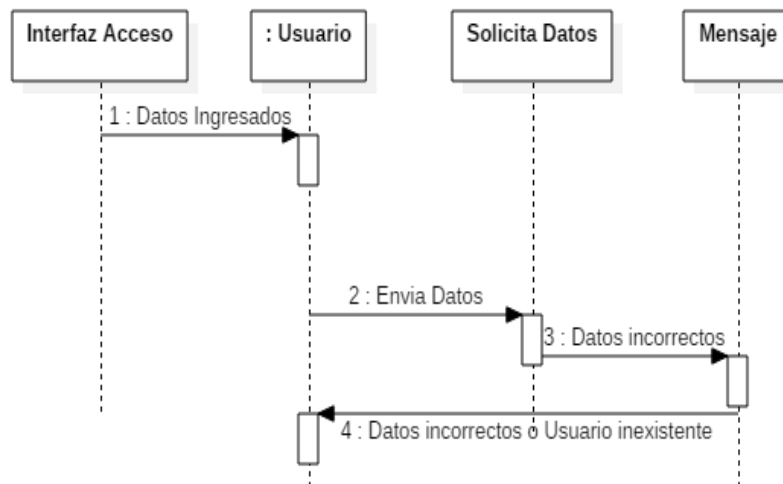 Interfaz Acceso
: Usuario
Solicita Datos
Mensaje
1 : Datos Ingresados
2 : Envia Datos
3 : Datos incorrectos
4 : Datos incorrectos o Usuario inexistente